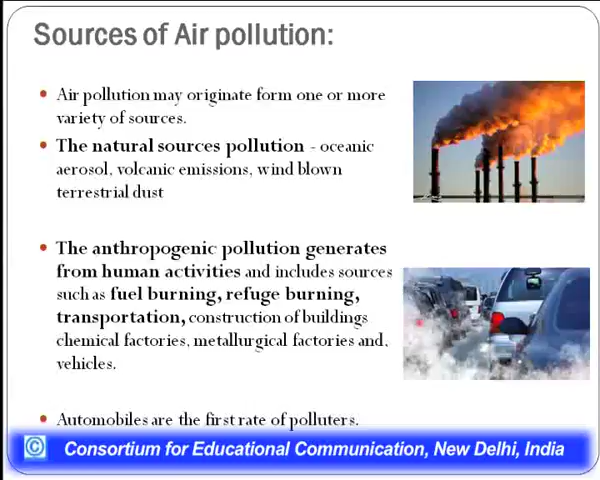 Sources of Air pollution:
Air pollution may originate form one or more
variety of sources.
The natural sources pollution - oceanic
aerosol, volcanic emissions, wind blown
terrestrial dust
The anthropogenic pollution generates
from human activities and includes sources
such as fuel burning, refuge burning,
transportation, construction of buildings
chemical factories, metallurgical factories and,
vehicles.
Automobiles are the first rate of polluters.
© Consortium for Educational Communication, New Delhi, India